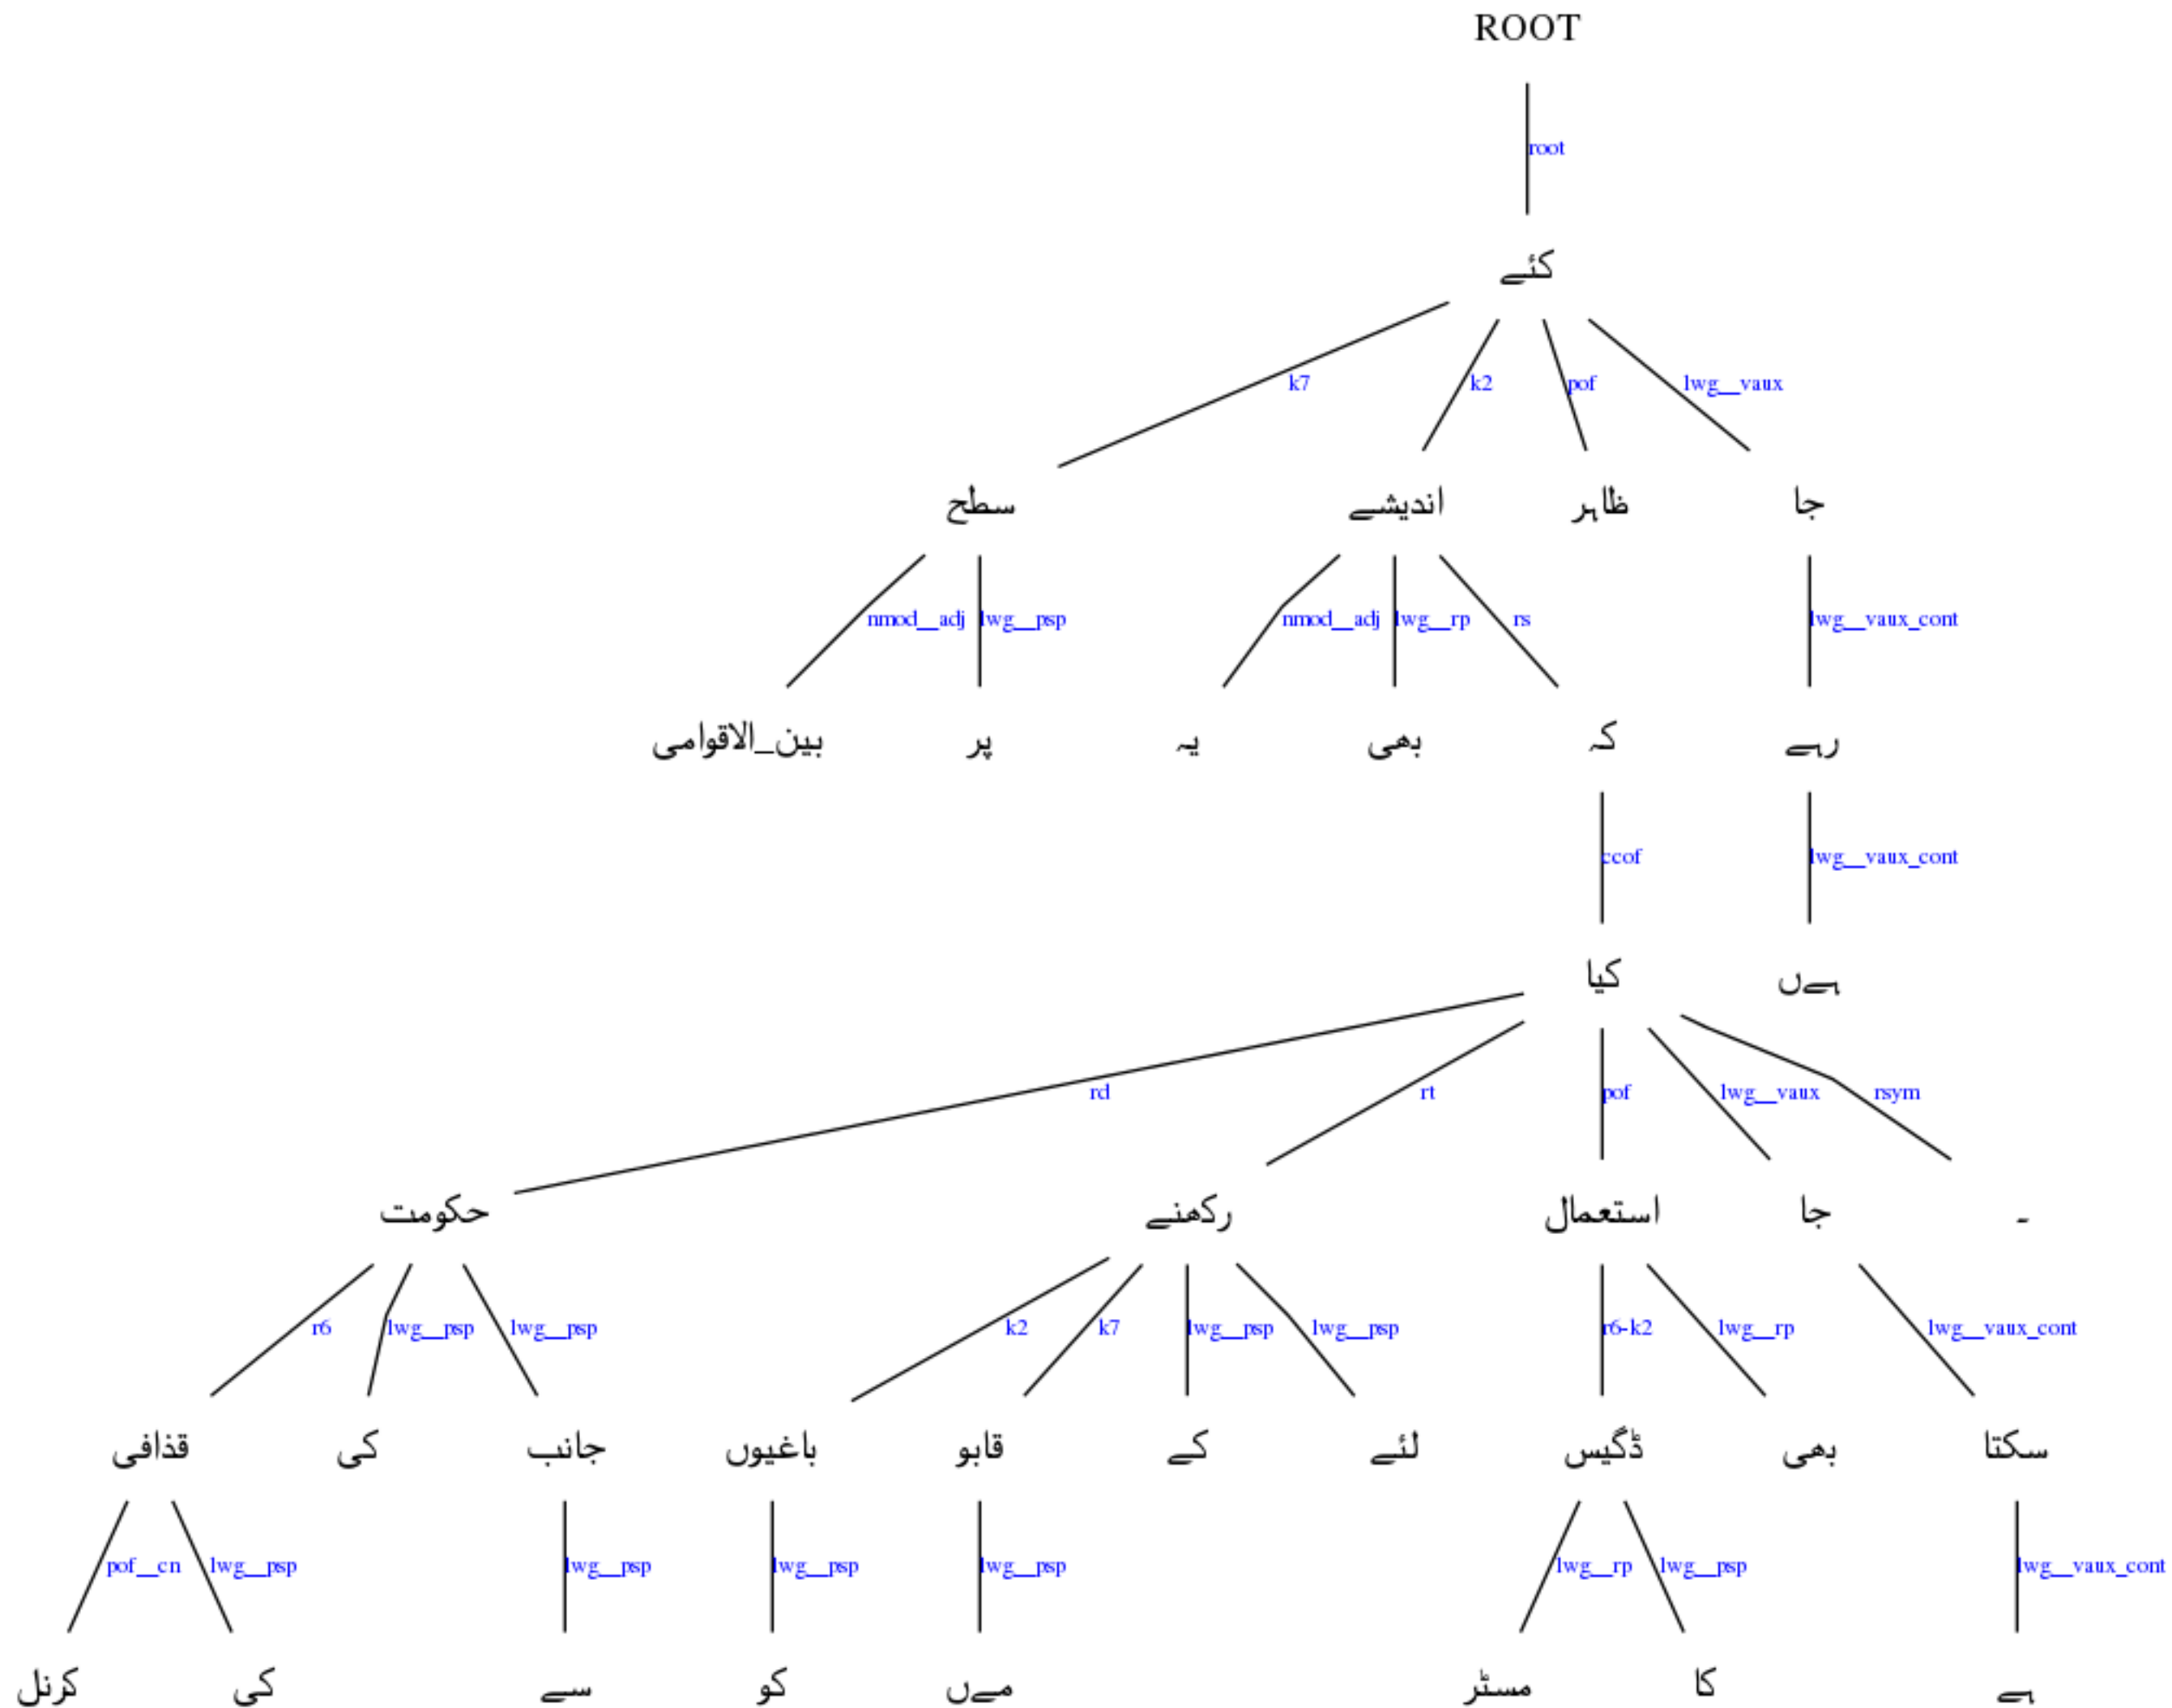 ROOT
root
کئے
k7 k2 pof lwg__vaux
سطح اندیشے ظاہر جا
nmod__adj lwg__psp nmod__adj lwg__rp rs lwg__vaux_cont
بین_الاقوامی پر یہ بھی کہ رہے
ccof lwg__vaux_cont
کیا ہےں
rd rt pof lwg__vaux rsym
حکومت رکھنے استعمال جا ۔
r6 lwg__psp lwg__psp k2 k7 lwg__psp lwg__psp r6-k2 lwg__rp lwg__vaux_cont
قذافی کی جانب باغیوں قابو کے لئے ڈگیس بھی سکتا
pof__cn lwg__psp lwg__psp lwg__psp lwg__psp lwg__rp lwg__psp lwg__vaux_cont
کرنل کی سے کو مےں مسٹر کا ہے